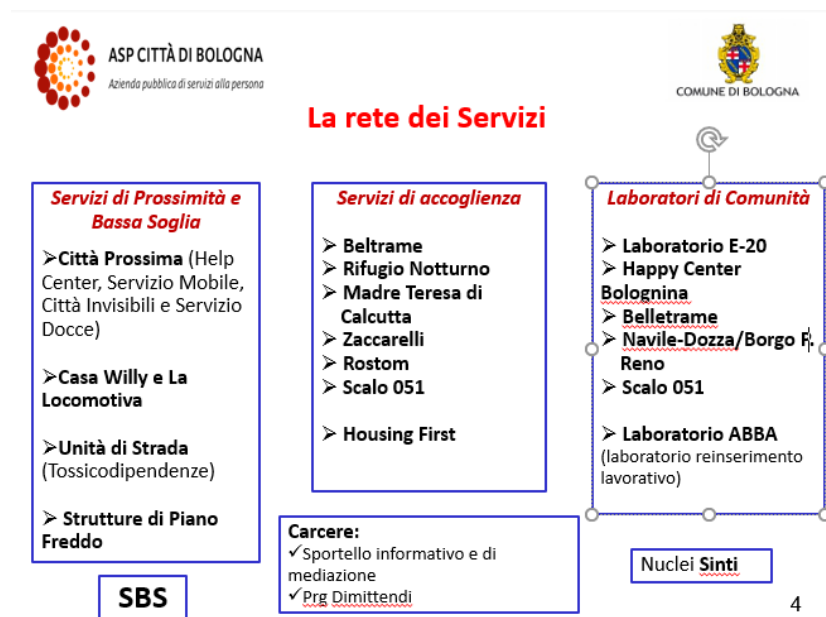 ASP CITTÀ DI BOLOGNA
Azienda pubblica di servizi alla persona
COMUNE DI BOLOGNA
La rete dei Servizi
Servizi di Prossimità e
Bassa Soglia
➢Città Prossima (Help
Center, Servizio Mobile,
Città Invisibili e Servizio
Docce)
➢Casa Willy e La
Locomotiva
➢Unità di Strada
(Tossicodipendenze)
➢ Strutture di Piano
Freddo
SBS
Servizi di accoglienza
➢ Beltrame
➢ Rifugio Notturno
➢ Madre Teresa di
Calcutta
➢ Zaccarelli
➢ Rostom
➢ Scalo 051
➢ Housing First
Carcere:
✓Sportello informativo e di
mediazione
✓Prg Dimittendi
Laboratori di Comunità
➢ Laboratorio E-20
➢ Happy Center
Bolognina
➢ Belletrame
➢ Navile-Dozza/Borgo P.
Reno
➢ Scalo 051
➢ Laboratorio ABBA
(laboratorio reinserimento
lavorativo)
Nuclei Sinti
4